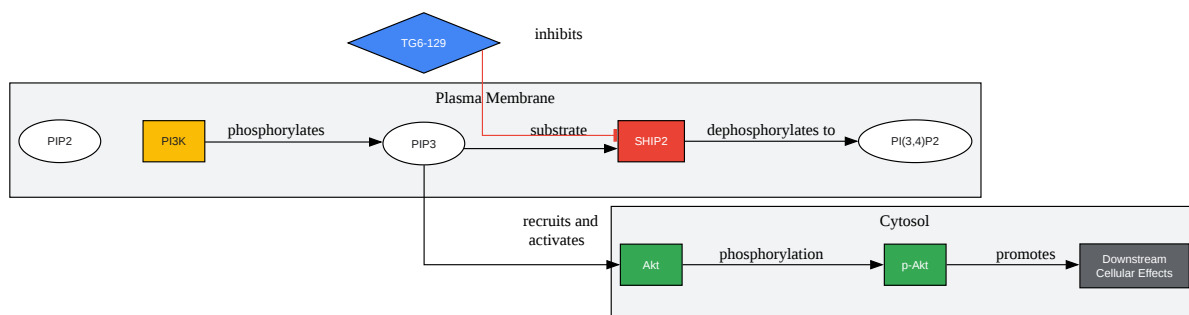 TG6-129
inhibits
Plasma Membrane
PIP2
PI3K
phosphorylates
PIP3
substrate
SHIP2
dephosphorylates to
PI(3,4)P2
recruits and
activates
Cytosol
Akt
phosphorylation
p-Akt
promotes
Downstream
Cellular Effects